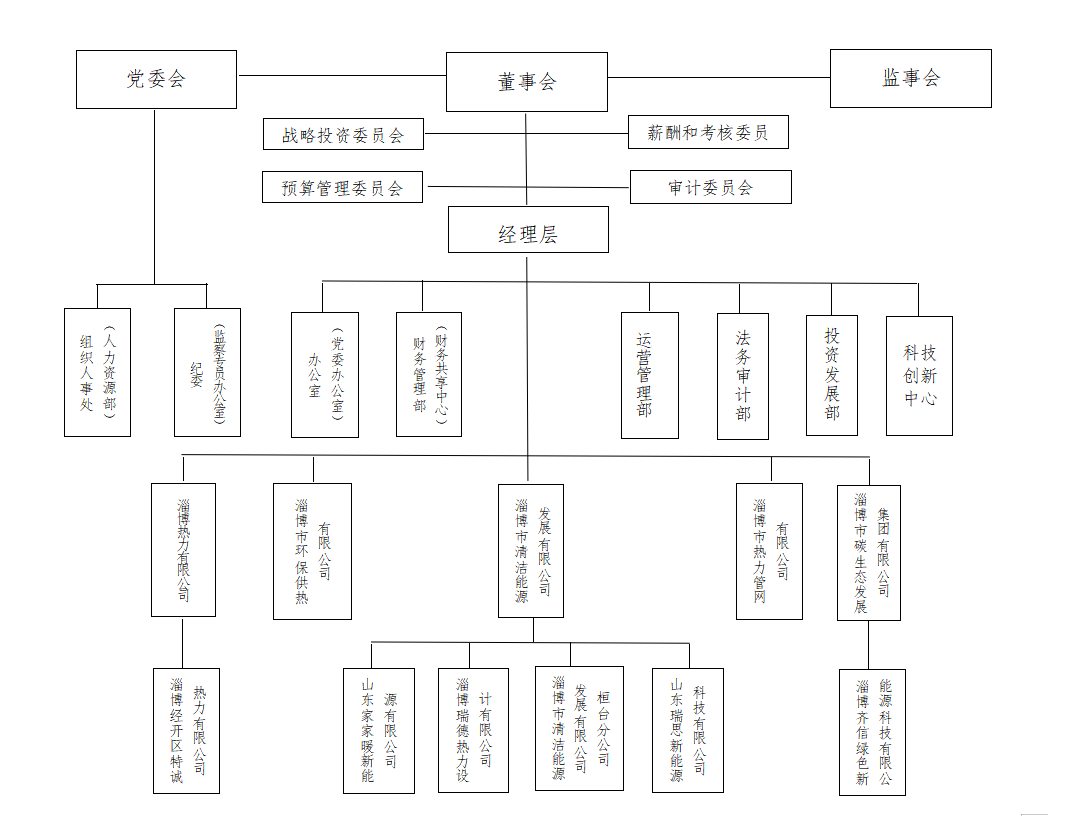 党委会
董事会
监事会
战略投资委员会
薪酬和考核委员
预算管理委员会
审计委员会
经理层
组织人事处
（人力资源部）
纪委
（监察专员办公室）
办公室
（党委办公室）
财务管理部
（财务共享中心）
运营管理部
法务审计部
投资发展部
科技
创新
中心
淄博热力有限公司
淄博市环保供热
有限公司
淄博市清洁能源
发展有限公司
淄博市热力管网
有限公司
淄博市碳生态发展
集团有限公司
淄博经开区特诚
热力有限公司
山东家家暖新能
源有限公司
淄博瑞德热力设
计有限公司
淄博市清洁能源
发展有限公司
桓台分公司
山东瑞思新能源
科技有限公司
淄博齐信绿色新
能源科技有限公